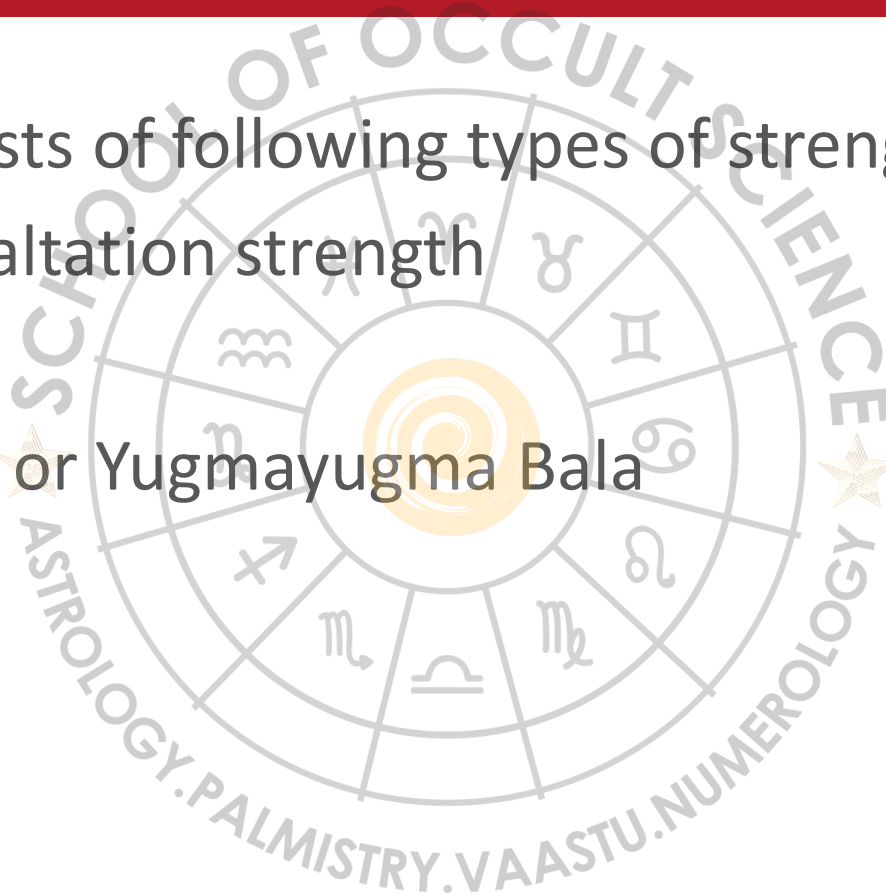 SCHOOL OF OCCULT SCIENCE
sts of following types of streng
altation strength
or Yugmayugma Bala
ASTROLOGY.PALMISTRY.VAASTU.NUMEROLOGY